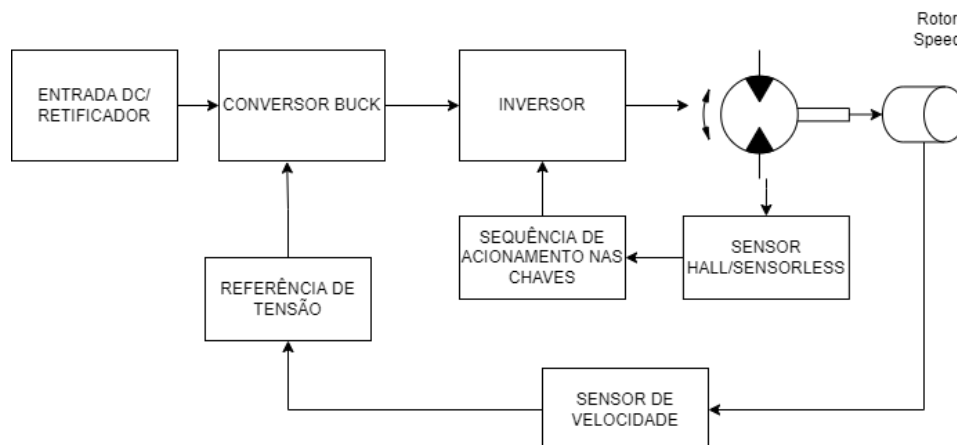 Rotor
Speed
ENTRADA DC/
RETIFICADOR
CONVERSOR BUCK
INVERSOR
SEQUÊNCIA DE
ACIONAMENTO NAS
CHAVES
SENSOR
HALL/SENSORLESS
REFERÊNCIA DE
TENSÃO
SENSOR DE
VELOCIDADE